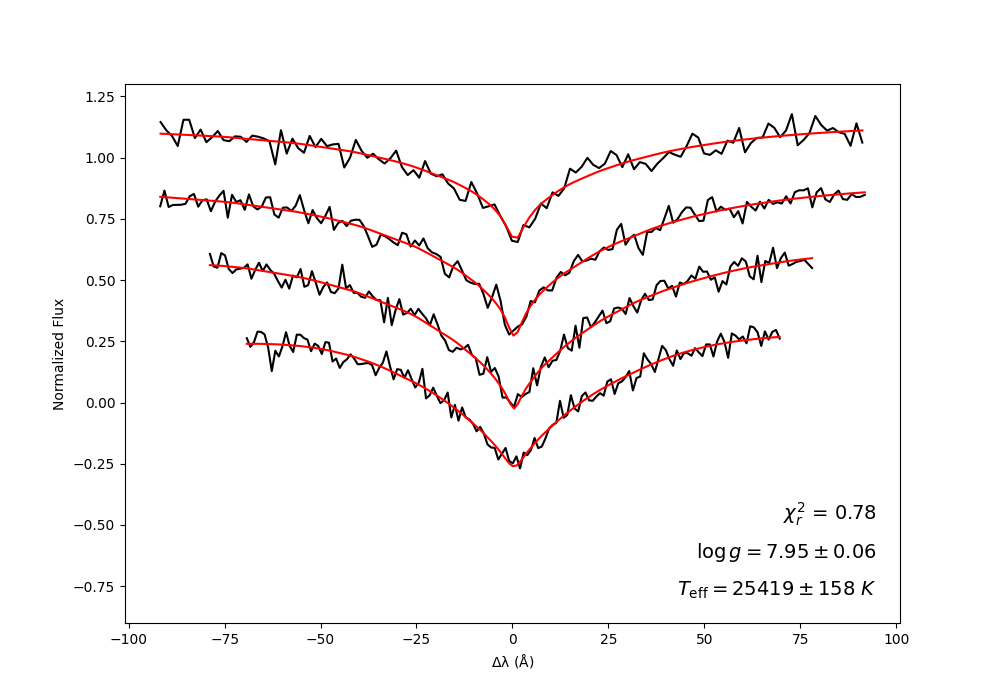 1.25
1.00
0.75
0.50
0.25
0.00
−0.25
−0.50
−0.75
Normalized Flux
χ²ᵣ = 0.78
log g = 7.95 ± 0.06
T_eff = 25419 ± 158 K
−100 −75 −50 −25 0 25 50 75 100
Δλ (Å)